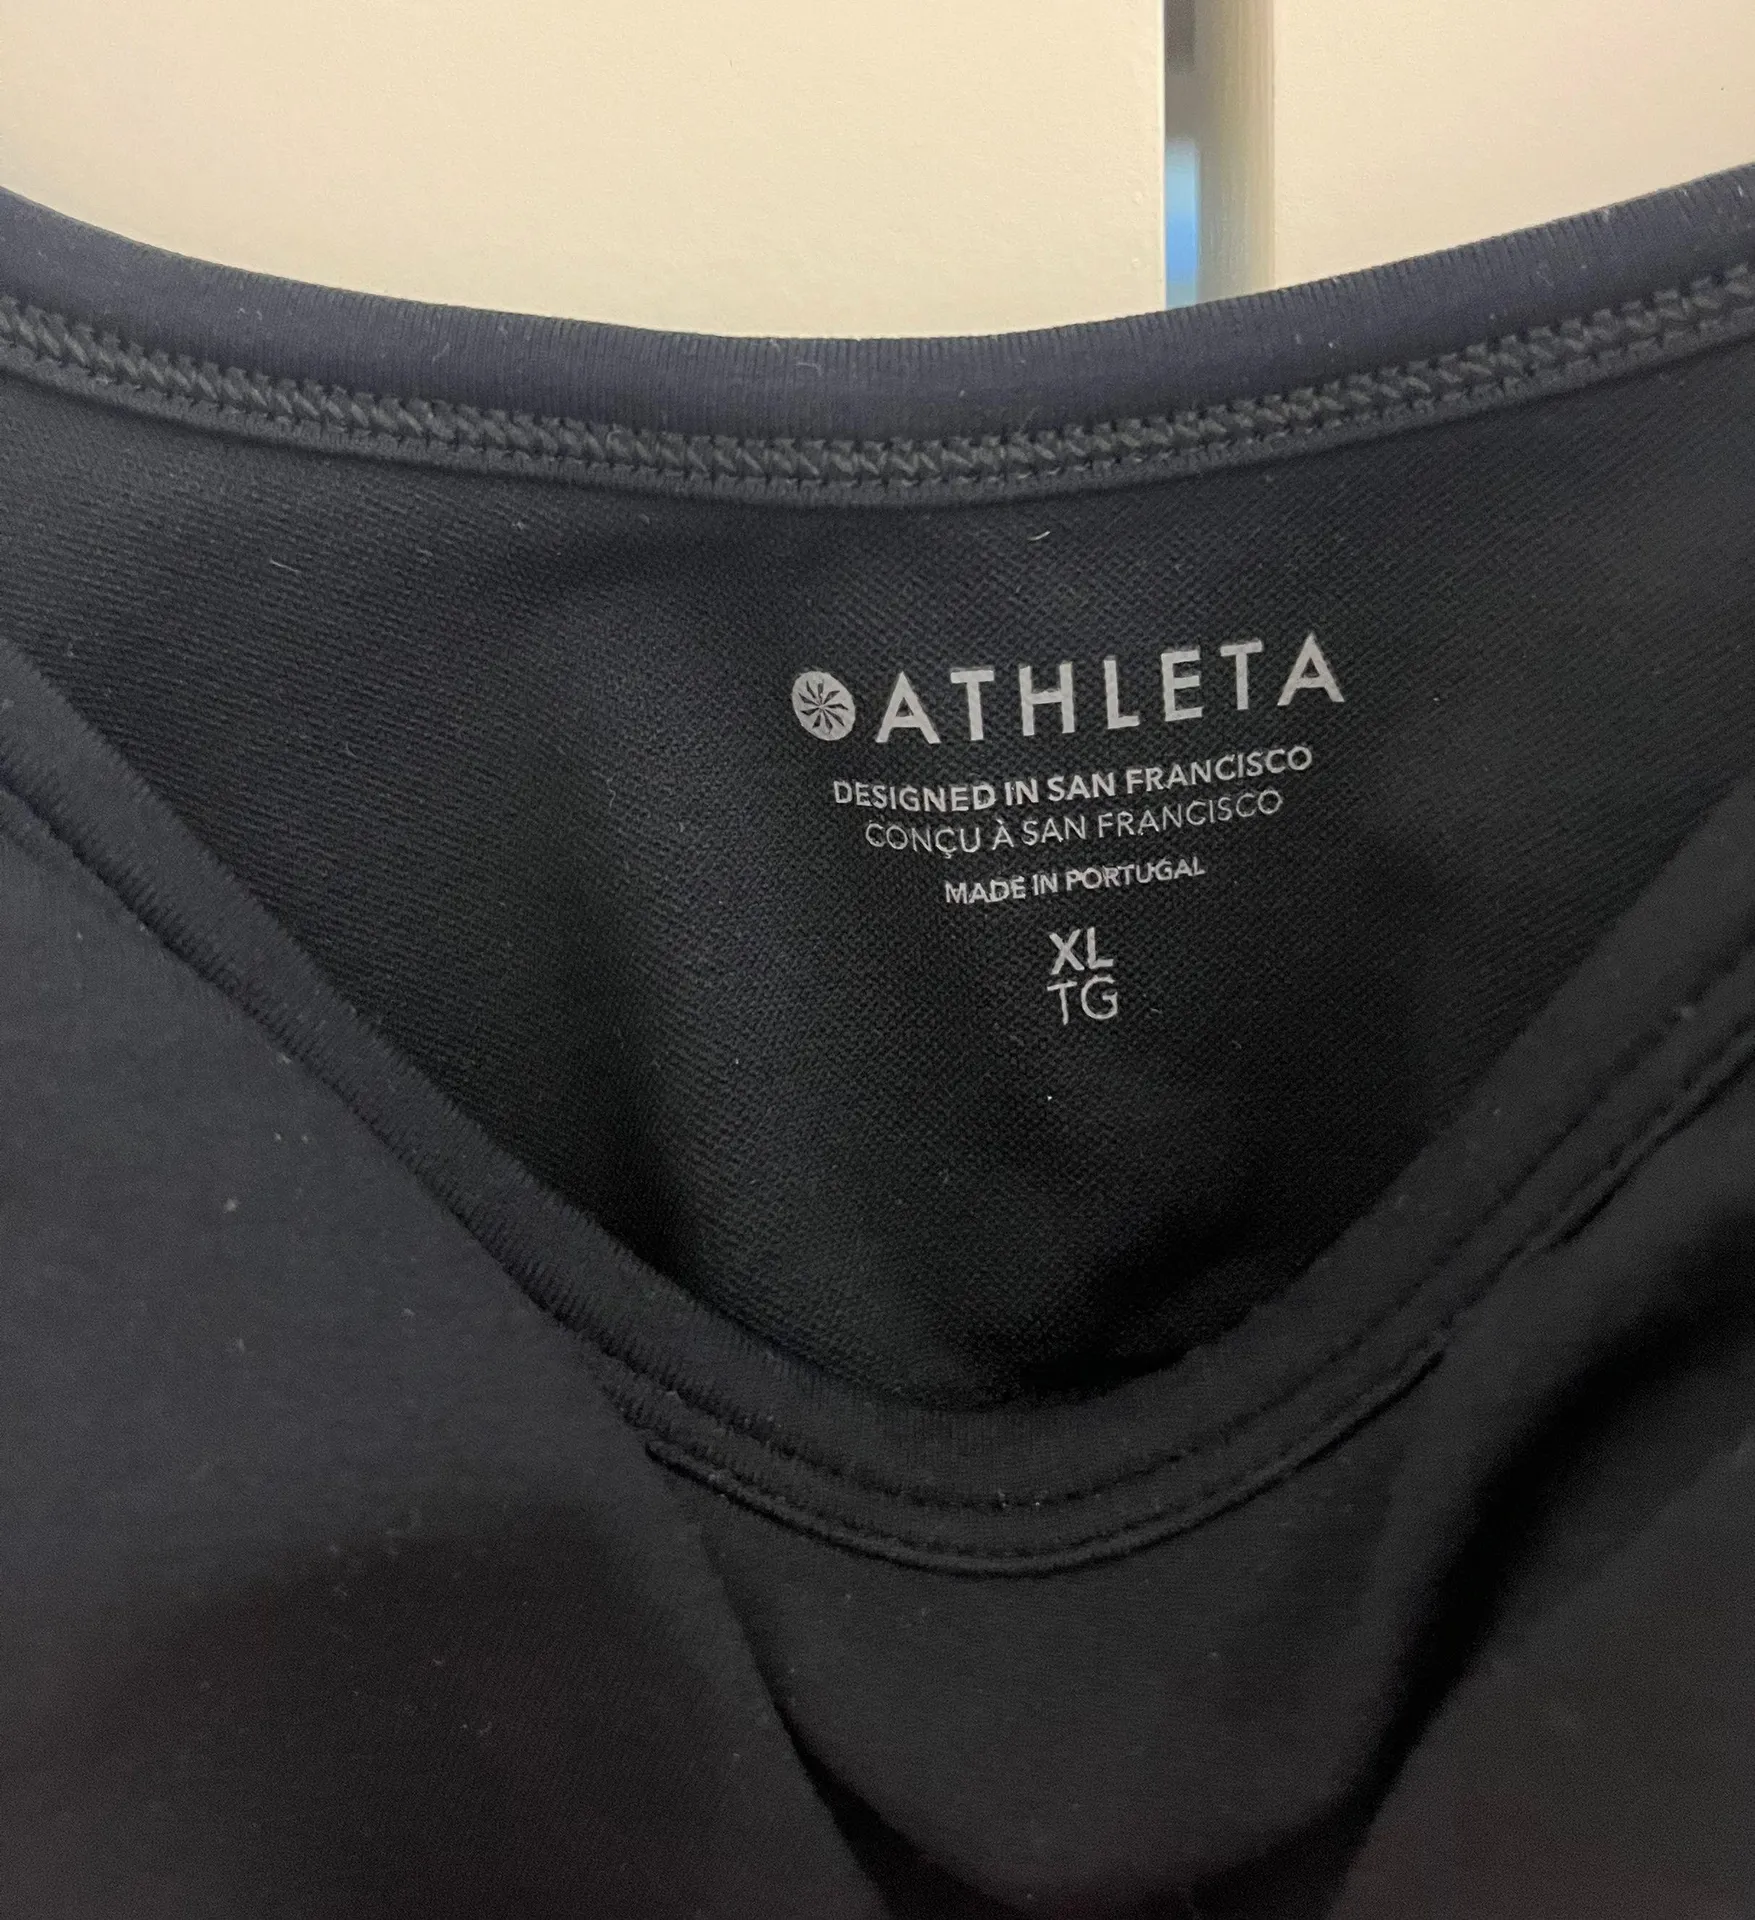 ATHLETA
DESIGNED IN SAN FRANCISCO
CONÇU À SAN FRANCISCO
MADE IN PORTUGAL
XL
TG